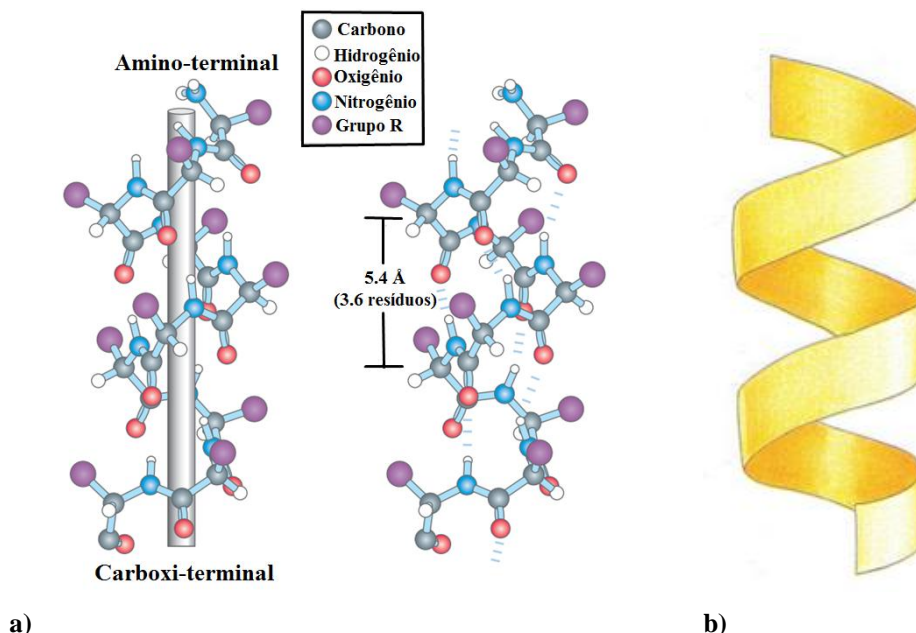 Carbono
Hidrogênio
Oxigênio
Nitrogênio
Grupo R
Amino-terminal
5.4 Å
(3.6 resíduos)
Carboxi-terminal
a)
b)